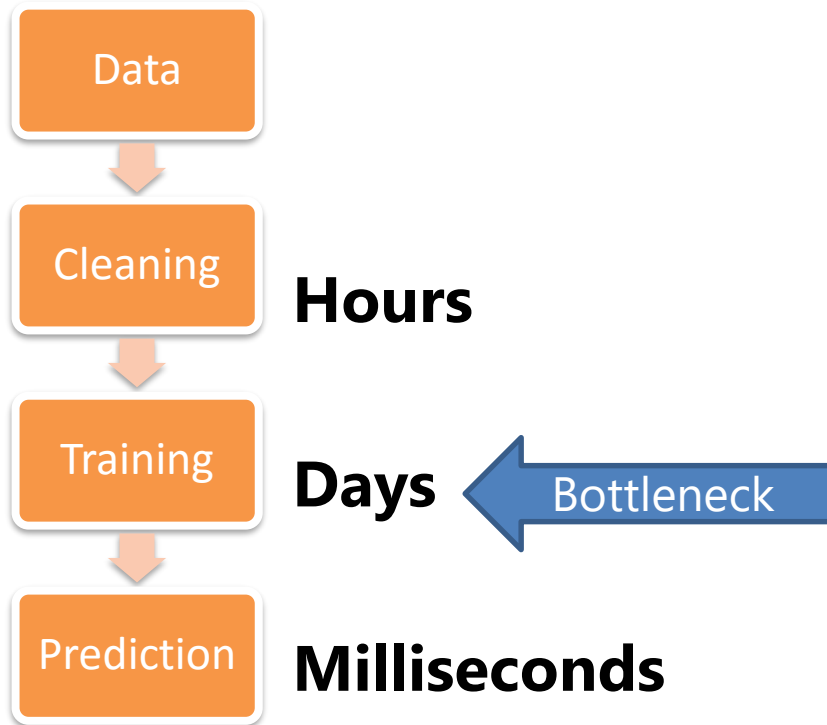 Data
Cleaning
Hours
Training
Days
Bottleneck
Prediction
Milliseconds